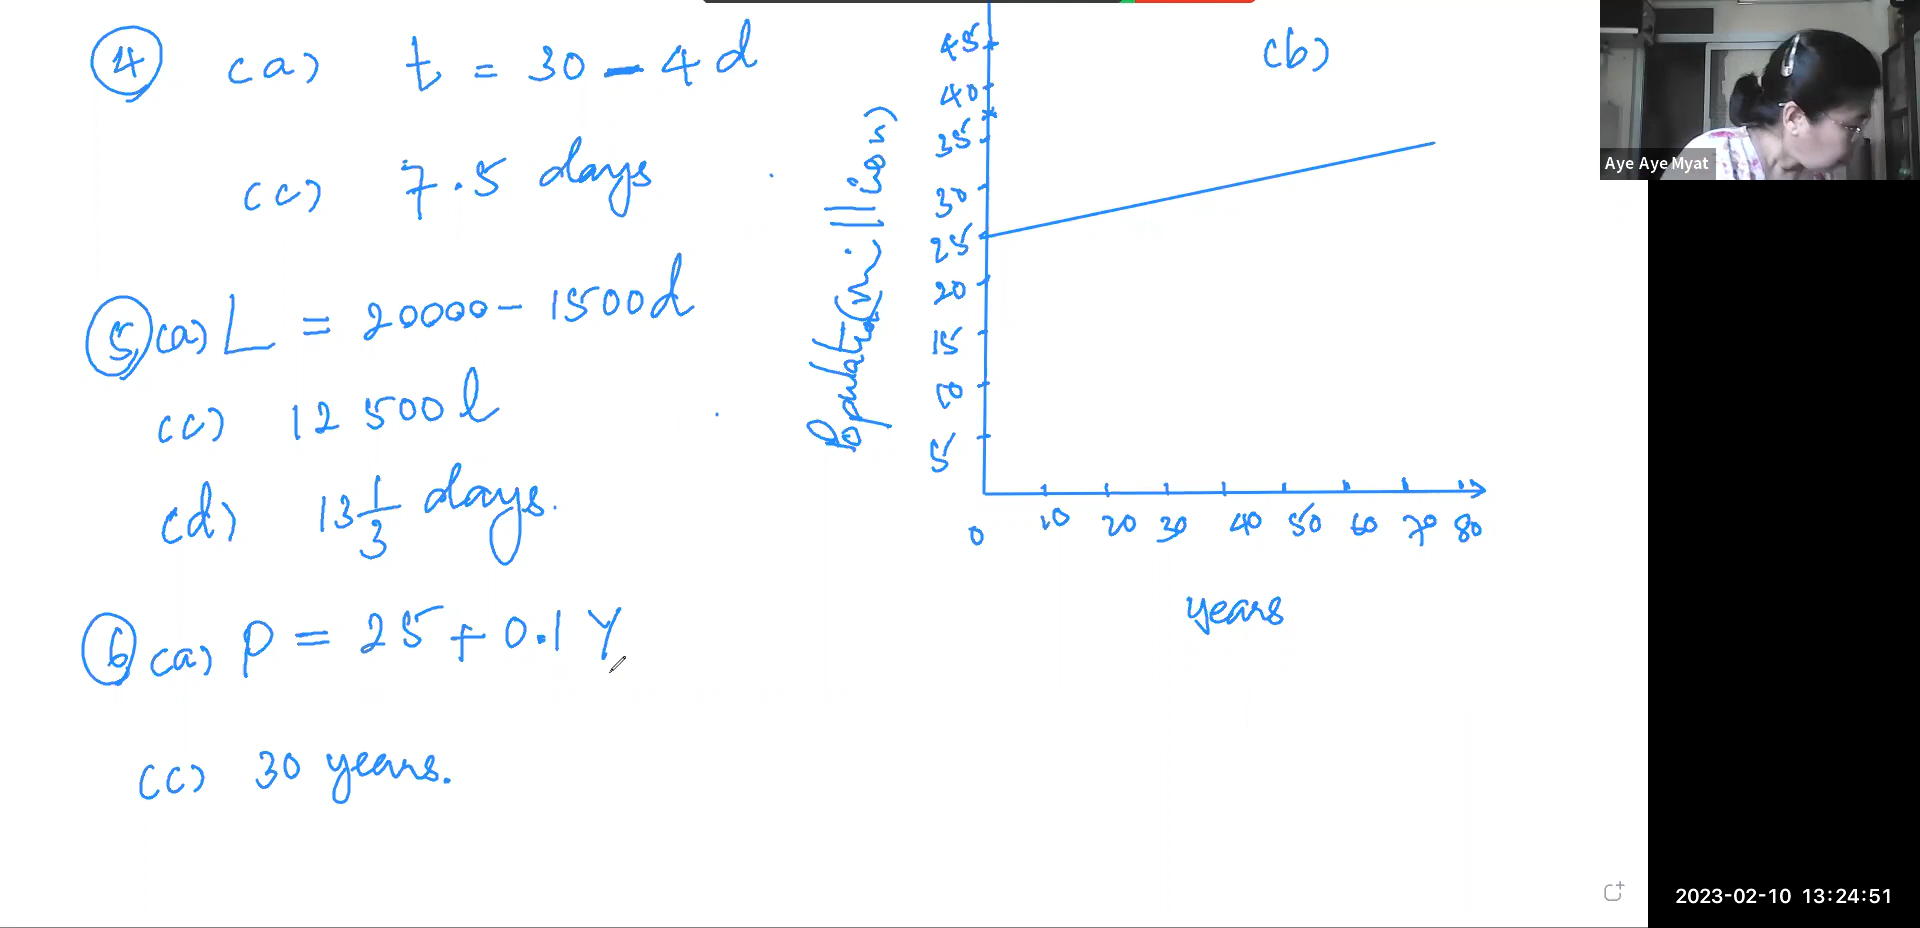 4 (a) t = 30 - 4d
(c) 7.5 days
5 (a) L = 20000 - 1500d
(c) 12 500 l
(d) 13 1/3 days.
6 (a) P = 25 + 0.1 Y
(c) 30 years.
(b)
Population (million)
45
40
35
30
25
20
15
10
5
0 10 20 30 40 50 60 70 80
years
Aye Aye Myat
2023-02-10 13:24:51